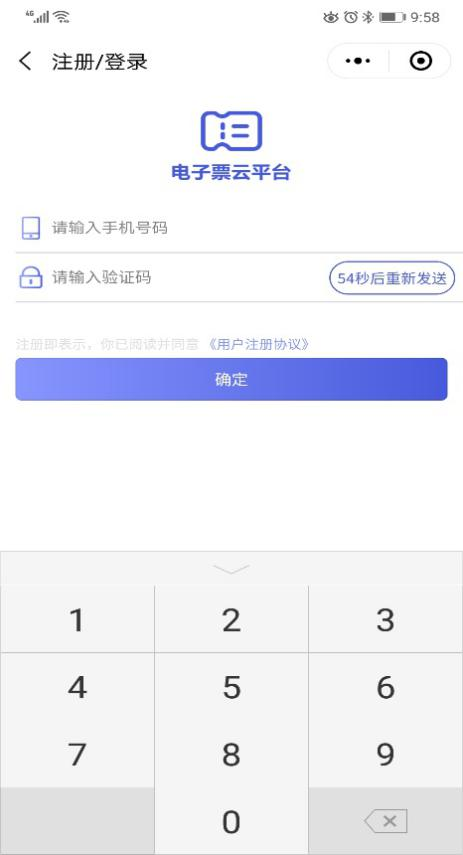 4G 9:58
注册/登录
电子票云平台
请输入手机号码
请输入验证码 54秒后重新发送
注册即表示，你已阅读并同意《用户注册协议》
确定
1 2 3
4 5 6
7 8 9
0